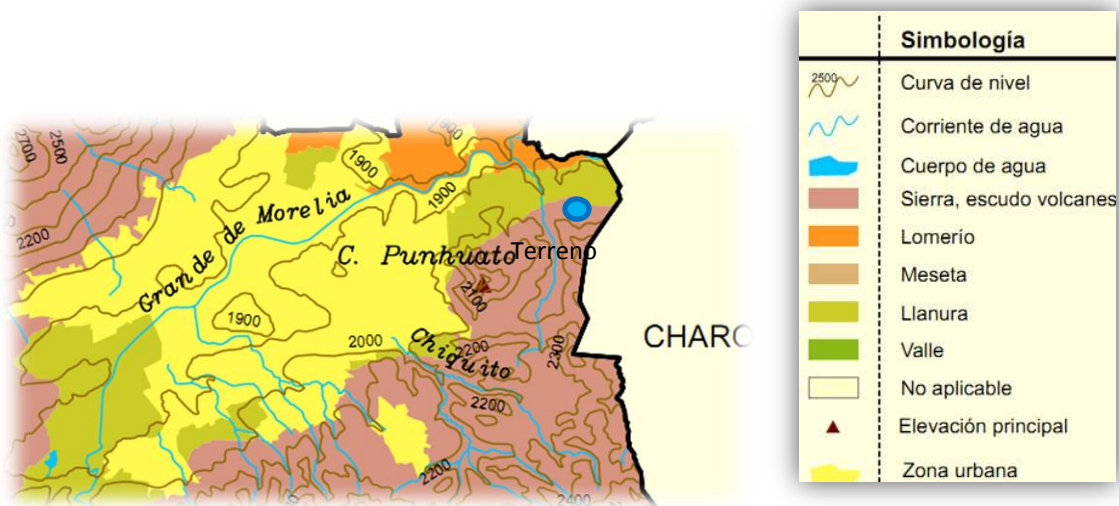 2700
2500
900
1900
1900
2200
Grande de Morelia
C. Punhuato
Terreno
2100
1900
2000
Chiquito
2200
2300
CHARO
2200
2200
2400
Simbología
2500
Curva de nivel
Corriente de agua
Cuerpo de agua
Sierra, escudo volcanes
Lomerío
Meseta
Llanura
Valle
No aplicable
Elevación principal
Zona urbana